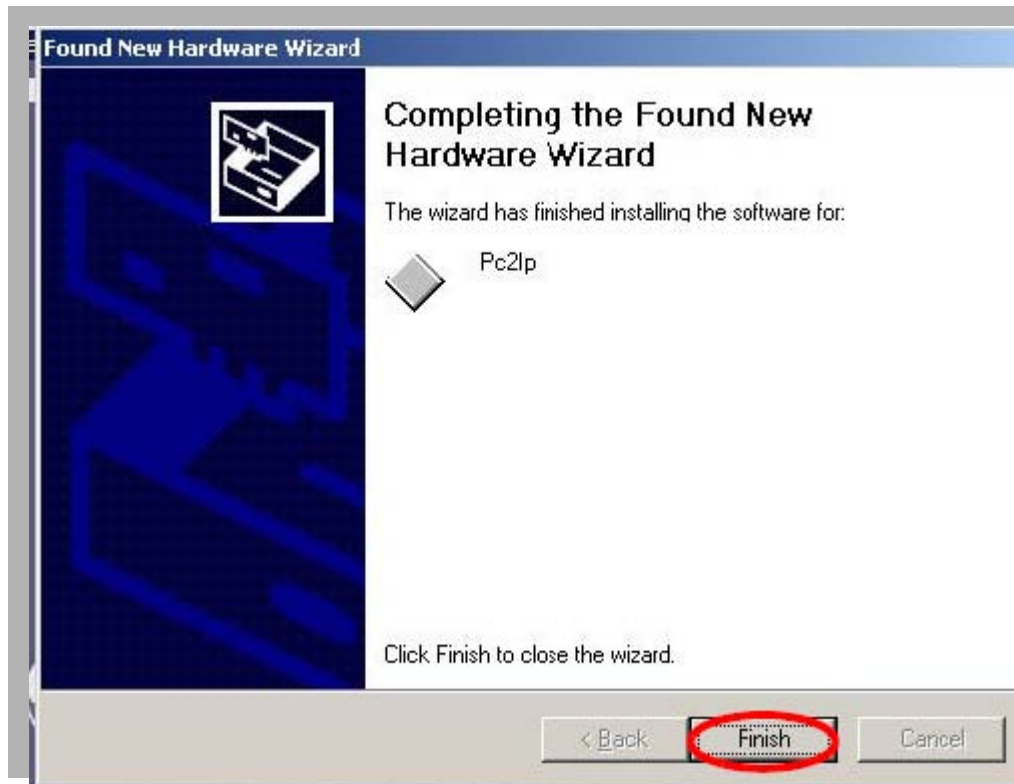 Found New Hardware Wizard
Completing the Found New
Hardware Wizard
The wizard has finished installing the software for:
Pc2Ip
Click Finish to close the wizard.
< Back
Finish
Cancel